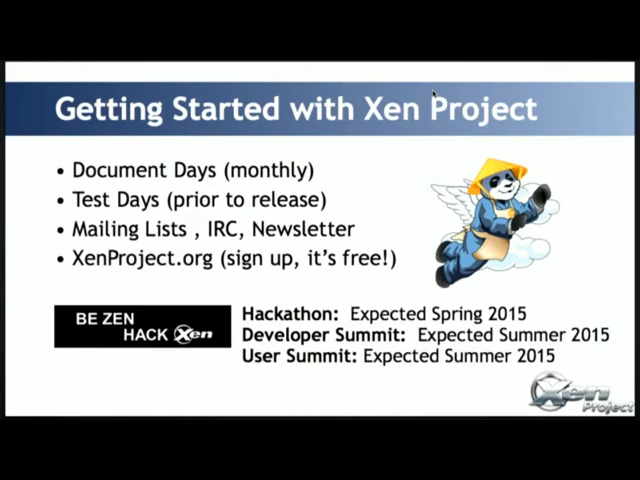 Getting Started with Xen Project
• Document Days (monthly)
• Test Days (prior to release)
• Mailing Lists , IRC, Newsletter
• XenProject.org (sign up, it's free!)
BE ZEN
HACK Xen
Hackathon: Expected Spring 2015
Developer Summit: Expected Summer 2015
User Summit: Expected Summer 2015
Xen
Project